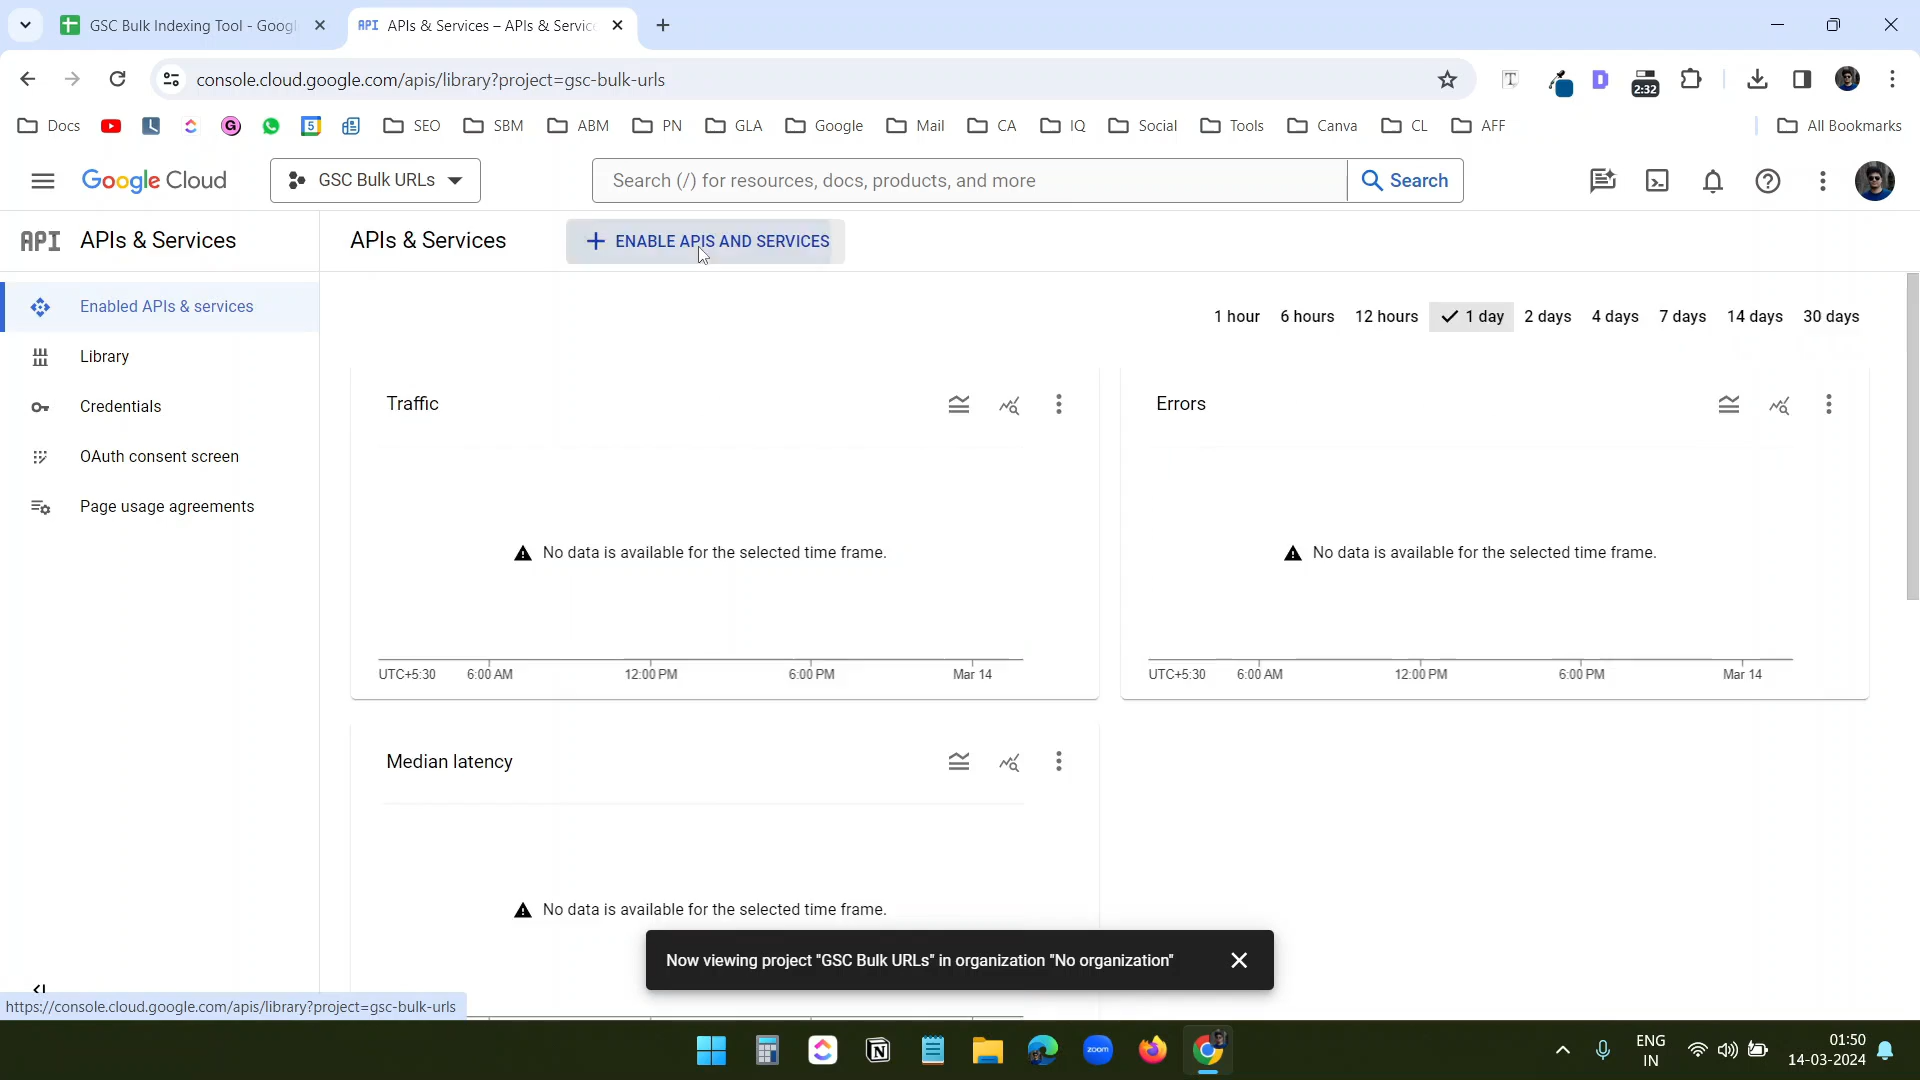 GSC Bulk Indexing Tool - Googl
API APIs & Services – APIs & Service
console.cloud.google.com/apis/library?project=gsc-bulk-urls
T
D
2:32
Docs
G
5
SEO
SBM
ABM
PN
GLA
Google
Mail
CA
IQ
Social
Tools
Canva
CL
AFF
All Bookmarks
Google Cloud
GSC Bulk URLs
Search (/) for resources, docs, products, and more
Search
API APIs & Services
APIs & Services
ENABLE APIS AND SERVICES
Enabled APIs & services
Library
Credentials
OAuth consent screen
Page usage agreements
1 hour
6 hours
12 hours
1 day
2 days
4 days
7 days
14 days
30 days
Traffic
No data is available for the selected time frame.
UTC+5:30
6:00 AM
12:00 PM
6:00 PM
Mar 14
Errors
No data is available for the selected time frame.
UTC+5:30
6:00 AM
12:00 PM
6:00 PM
Mar 14
Median latency
No data is available for the selected time frame.
Now viewing project "GSC Bulk URLs" in organization "No organization"
https://console.cloud.google.com/apis/library?project=gsc-bulk-urls
zoom
ENG
IN
01:50
14-03-2024